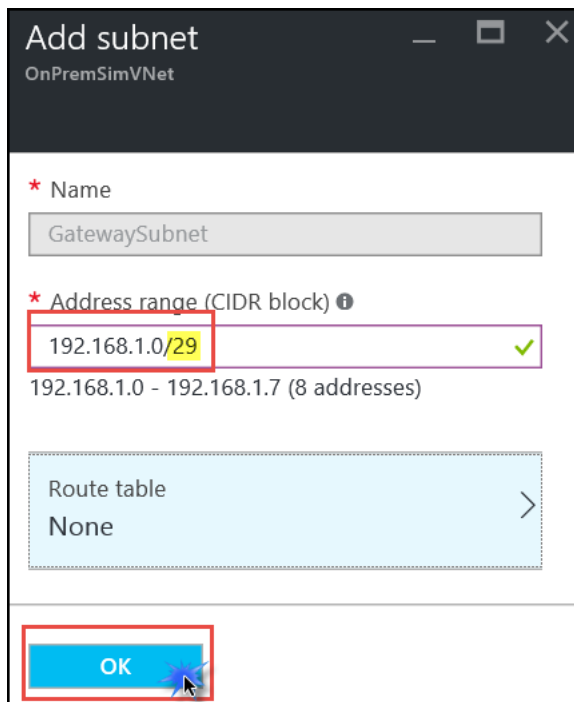 Add subnet
OnPremSimVNet
* Name
GatewaySubnet
* Address range (CIDR block)
192.168.1.0/29
192.168.1.0 - 192.168.1.7 (8 addresses)
Route table
None
OK